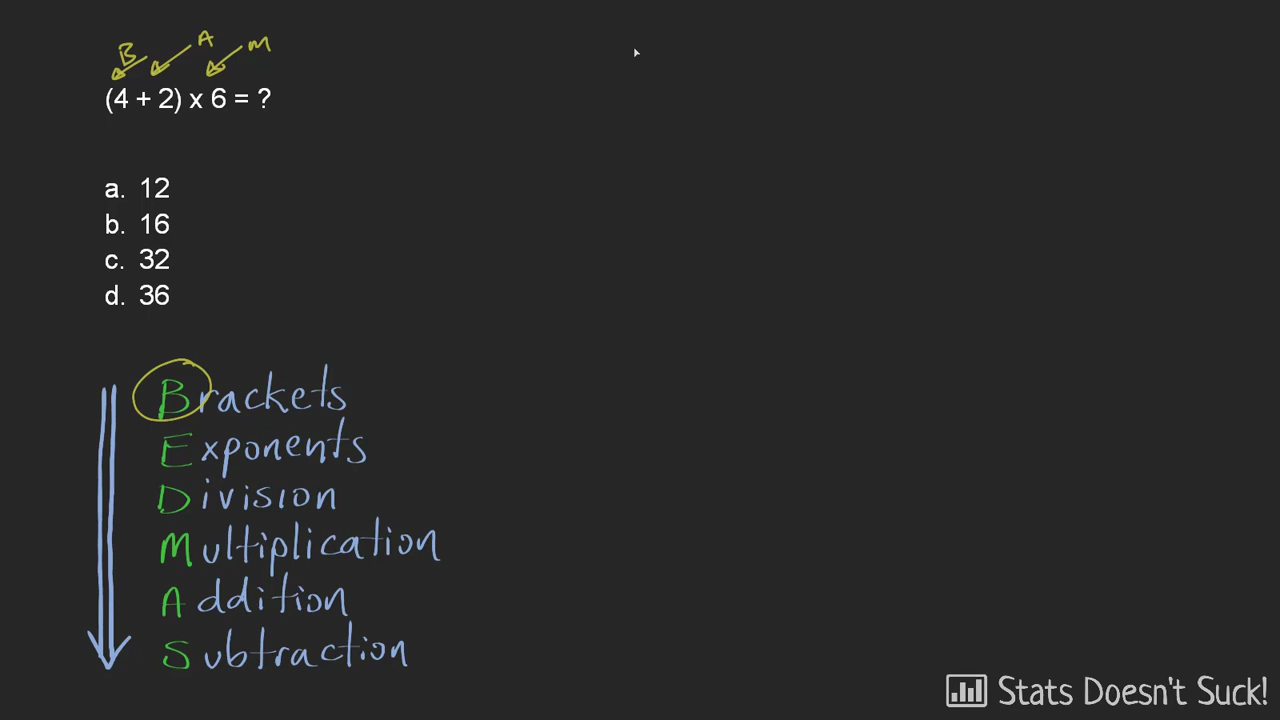 B A M
(4 + 2) x 6 = ?
a. 12
b. 16
c. 32
d. 36
Brackets
Exponents
Division
Multiplication
Addition
Subtraction
Stats Doesn't Suck!